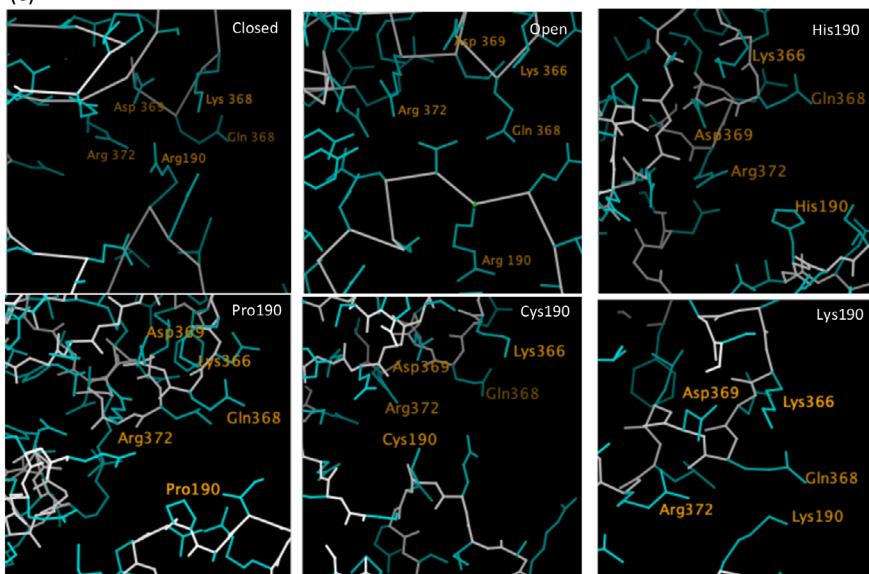 Closed
Asp 369
Lys 368
Gln 368
Arg 372
Arg190
Open
Asp 369
Lys 366
Arg 372
Gln 368
Arg 190
His190
Lys366
Gln368
Asp369
Arg372
His190
Pro190
Asp369
Lys366
Gln368
Arg372
Pro190
Cys190
Lys366
Asp369
Gln368
Arg372
Cys190
Lys190
Asp369
Lys366
Gln368
Arg372
Lys190